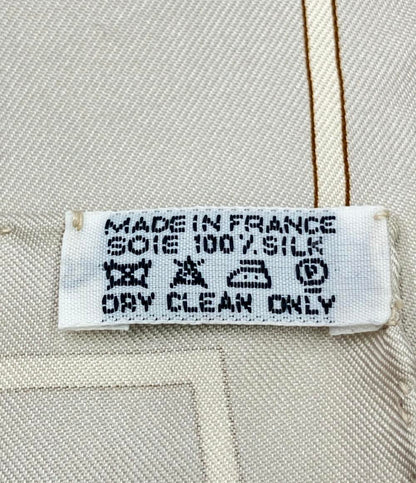 MADE IN FRANCE
SOIE 100% SILK
P
DRY CLEAN ONLY